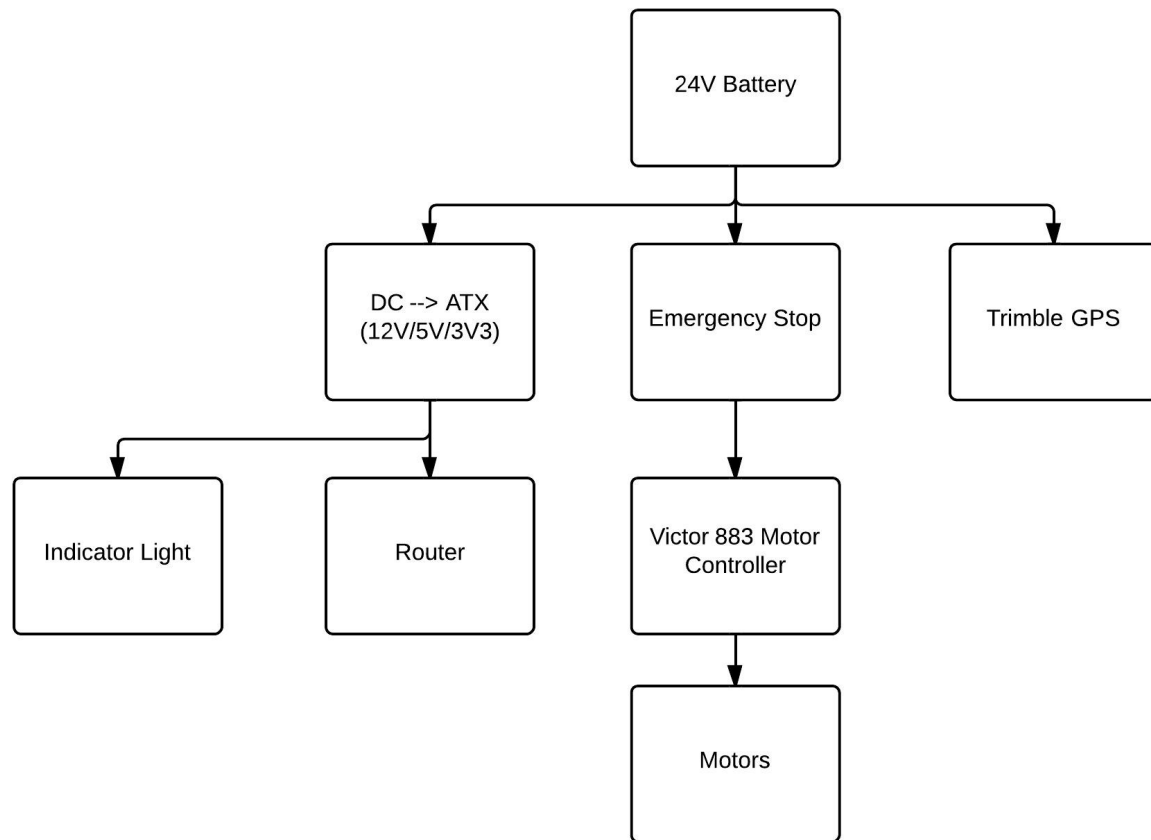 24V Battery
DC --> ATX
(12V/5V/3V3)
Emergency Stop
Trimble GPS
Indicator Light
Router
Victor 883 Motor
Controller
Motors